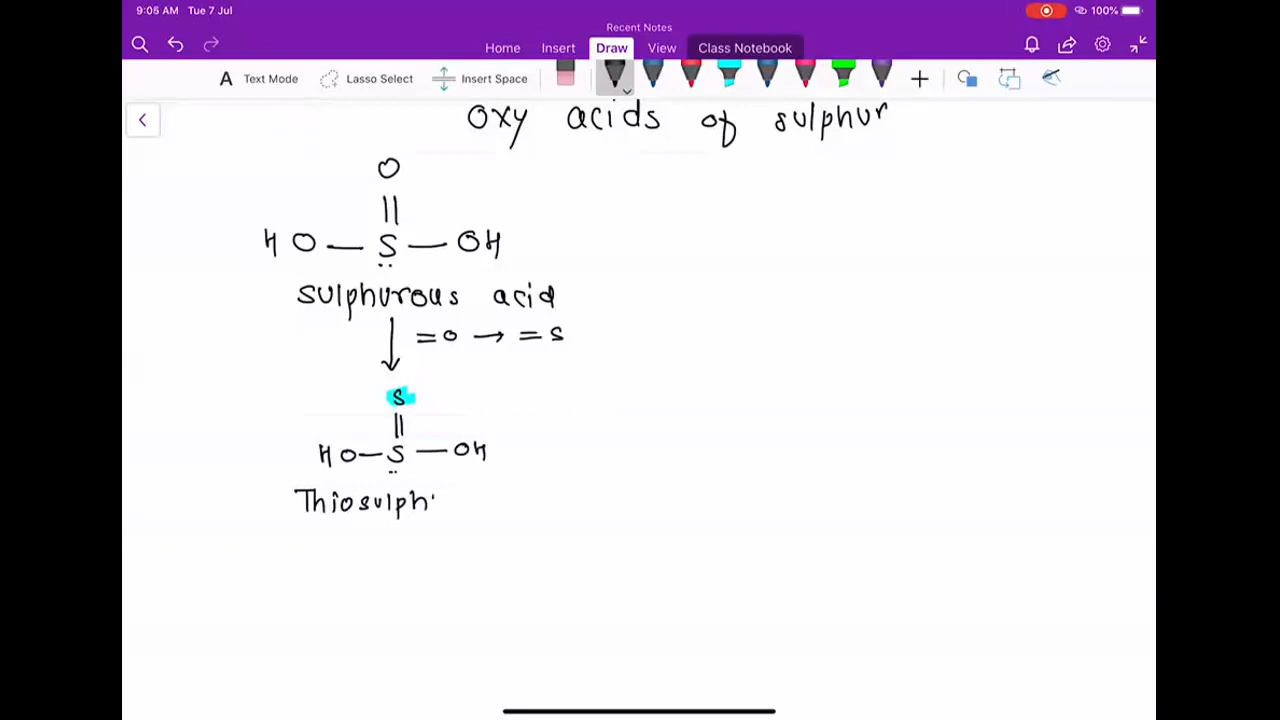 9:05 AM Tue 7 Jul
100%
Recent Notes
Home Insert Draw View Class Notebook
A Text Mode Lasso Select Insert Space
oxy acids of sulphur
O
HO — S — OH
sulphurous acid
=O → =S
S
HO — S — OH
Thiosulph